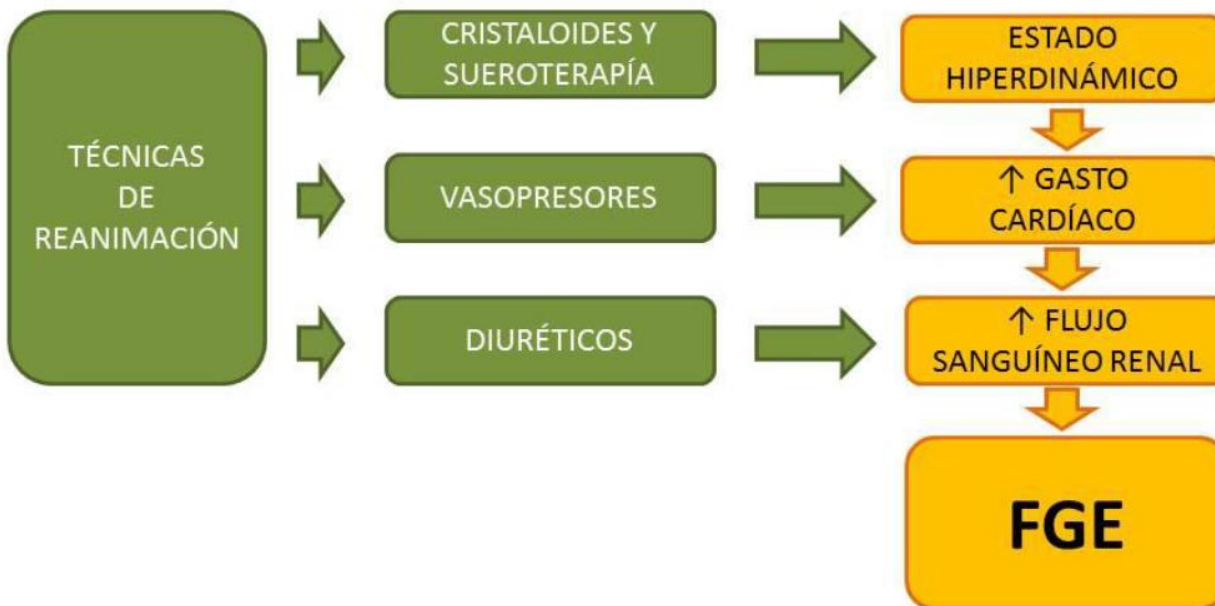 TÉCNICAS
DE
REANIMACIÓN
CRISTALOIDES Y
SUEROTERAPÍA
VASOPRESORES
DIURÉTICOS
ESTADO
HIPERDINÁMICO
↑ GASTO
CARDÍACO
↑ FLUJO
SANGUÍNEO RENAL
FGE